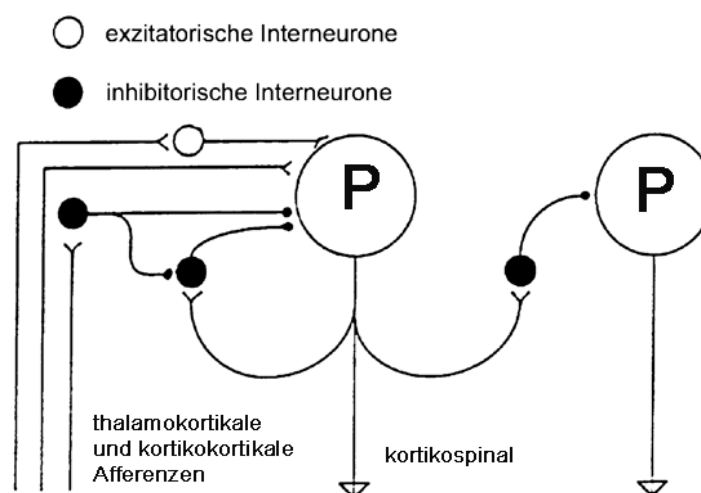 exzitatorische Interneurone
inhibitorische Interneurone
P
P
thalamokortikale
und kortikokortikale
Afferenzen
kortikospinal